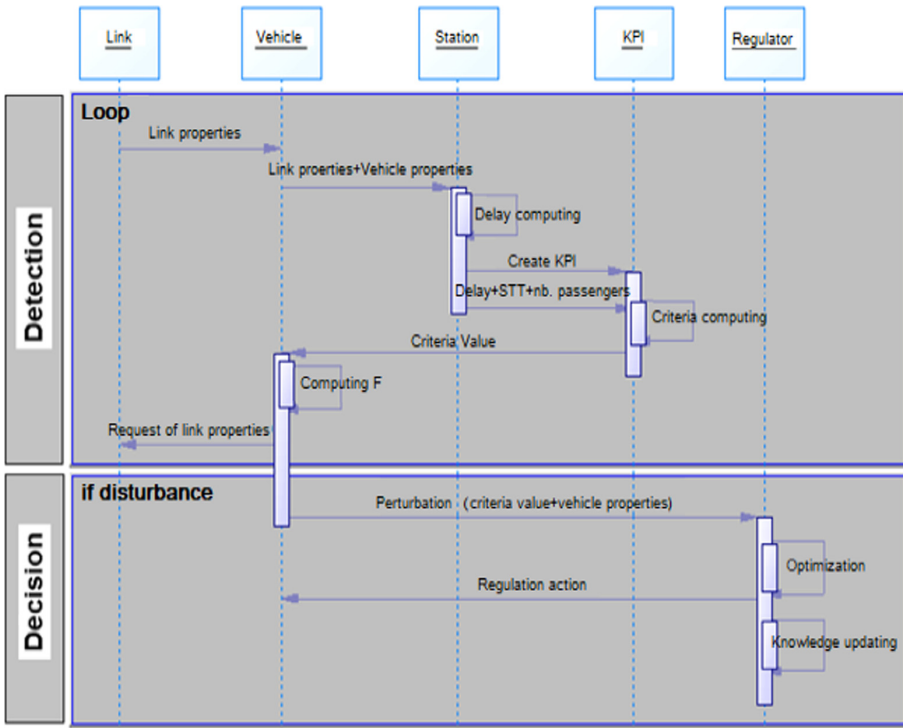 Link
Vehicle
Station
KPI
Regulator
Detection
Loop
Link properties
Link proerties+Vehicle properties
Delay computing
Create KPI
Delay+STT+nb. passengers
Criteria computing
Criteria Value
Computing F
Request of link properties
Decision
if disturbance
Perturbation (criteria value+vehicle properties)
Optimization
Regulation action
Knowledge updating